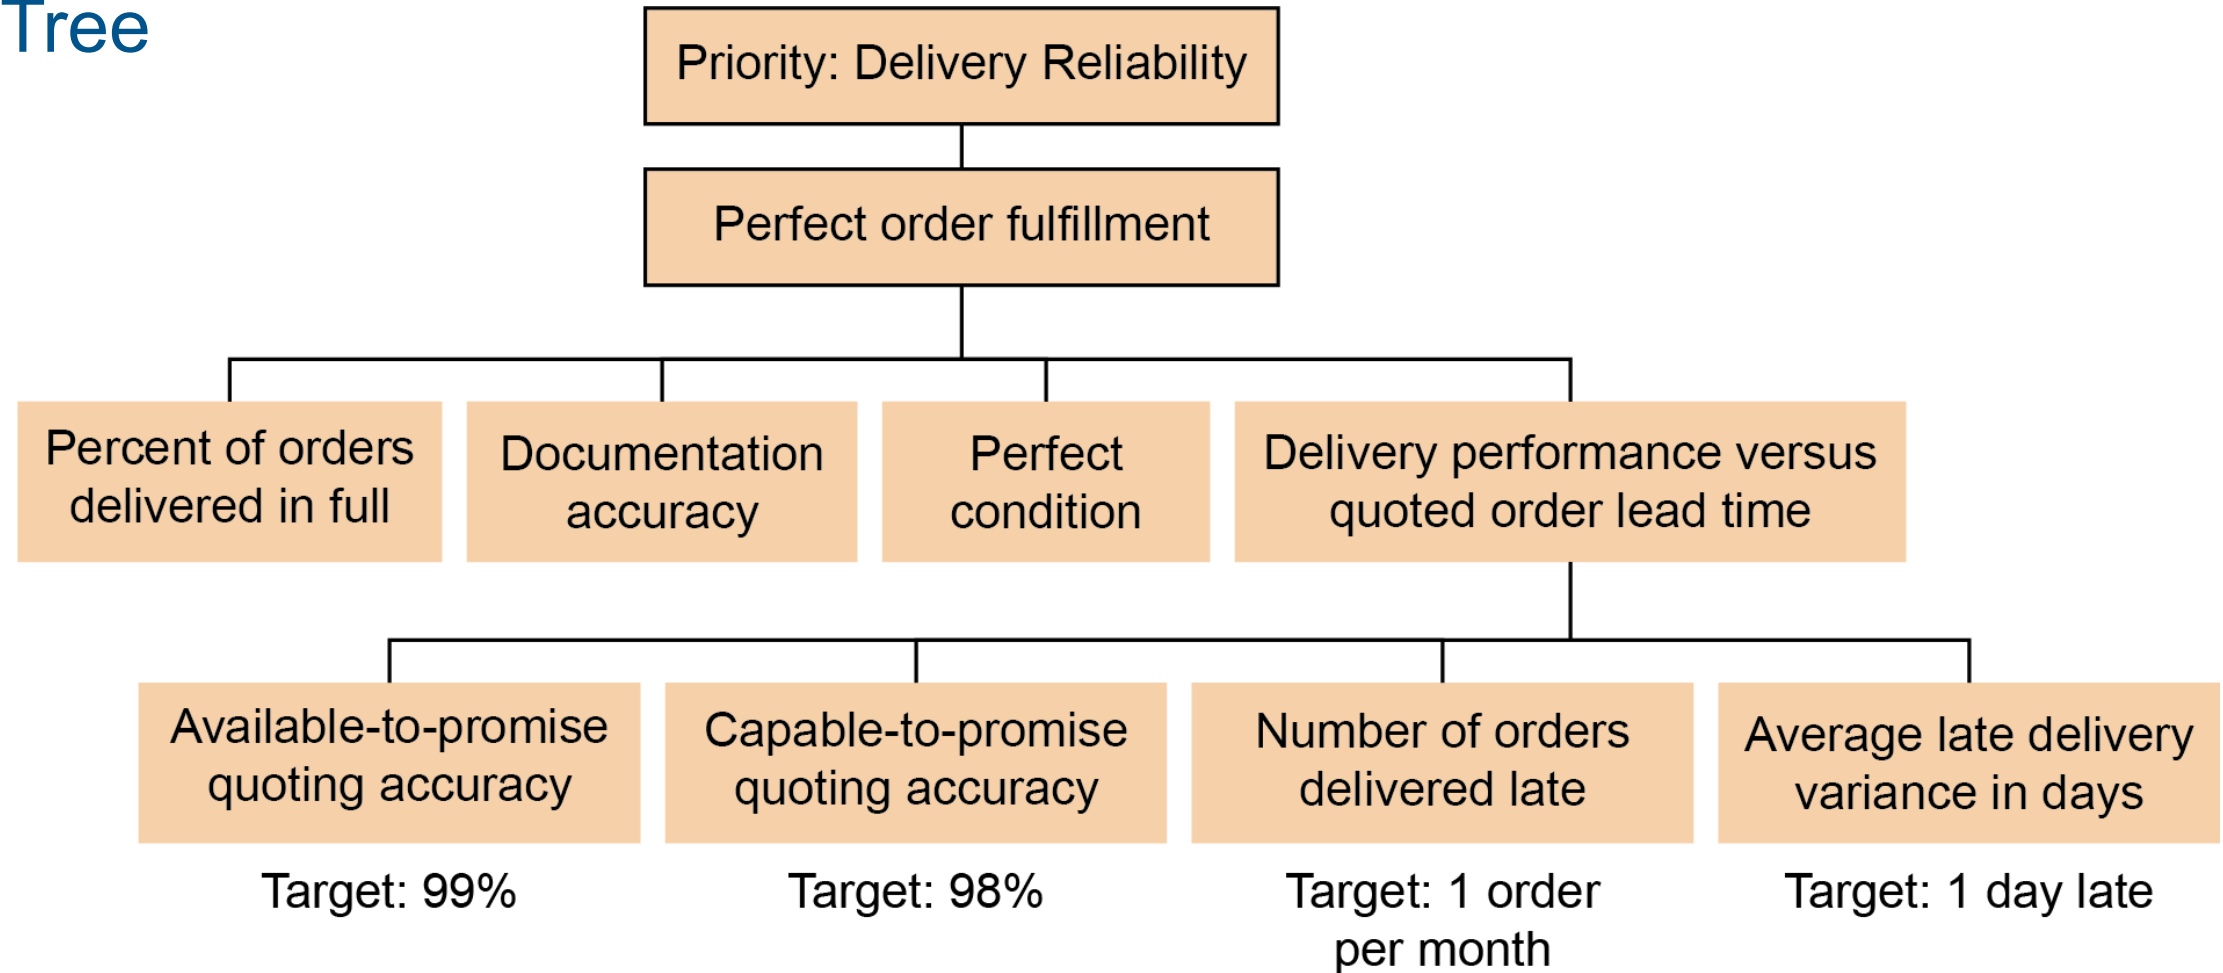 Tree
Priority: Delivery Reliability
Perfect order fulfillment
Percent of orders
delivered in full
Documentation
accuracy
Perfect
condition
Delivery performance versus
quoted order lead time
Available-to-promise
quoting accuracy
Target: 99%
Capable-to-promise
quoting accuracy
Target: 98%
Number of orders
delivered late
Target: 1 order
per month
Average late delivery
variance in days
Target: 1 day late